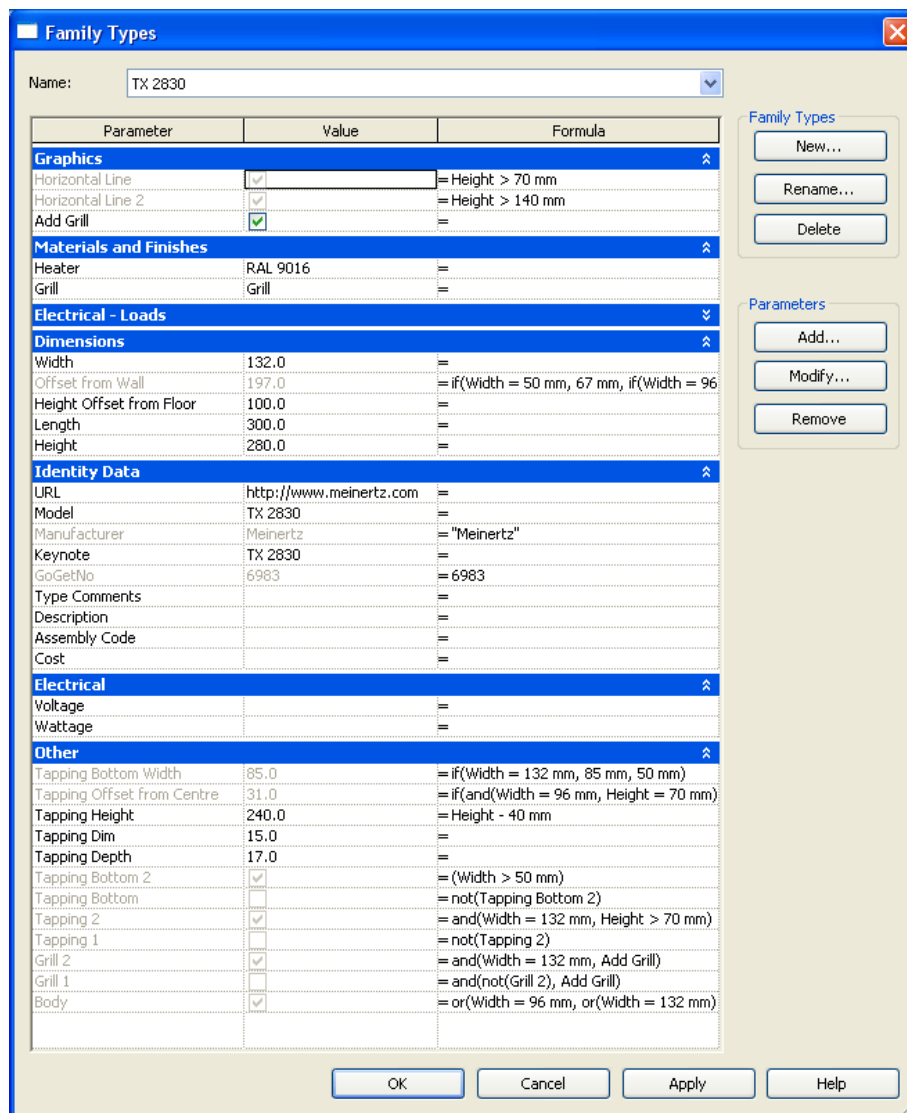 Family Types
Name: TX 2830
Parameter Value Formula
Graphics
Horizontal Line = Height > 70 mm
Horizontal Line 2 = Height > 140 mm
Add Grill =
Materials and Finishes
Heater RAL 9016 =
Grill Grill =
Electrical - Loads
Dimensions
Width 132.0 =
Offset from Wall 197.0 = if(Width = 50 mm, 67 mm, if(Width = 96
Height Offset from Floor 100.0 =
Length 300.0 =
Height 280.0 =
Identity Data
URL http://www.meinertz.com =
Model TX 2830 =
Manufacturer Meinertz = "Meinertz"
Keynote TX 2830 =
GoGetNo 6983 = 6983
Type Comments =
Description =
Assembly Code =
Cost =
Electrical
Voltage =
Wattage =
Other
Tapping Bottom Width 85.0 = if(Width = 132 mm, 85 mm, 50 mm)
Tapping Offset from Centre 31.0 = if(and(Width = 96 mm, Height = 70 mm)
Tapping Height 240.0 = Height - 40 mm
Tapping Dim 15.0 =
Tapping Depth 17.0 =
Tapping Bottom 2 = (Width > 50 mm)
Tapping Bottom = not(Tapping Bottom 2)
Tapping 2 = and(Width = 132 mm, Height > 70 mm)
Tapping 1 = not(Tapping 2)
Grill 2 = and(Width = 132 mm, Add Grill)
Grill 1 = and(not(Grill 2), Add Grill)
Body = or(Width = 96 mm, or(Width = 132 mm)
Family Types
New...
Rename...
Delete
Parameters
Add...
Modify...
Remove
OK Cancel Apply Help